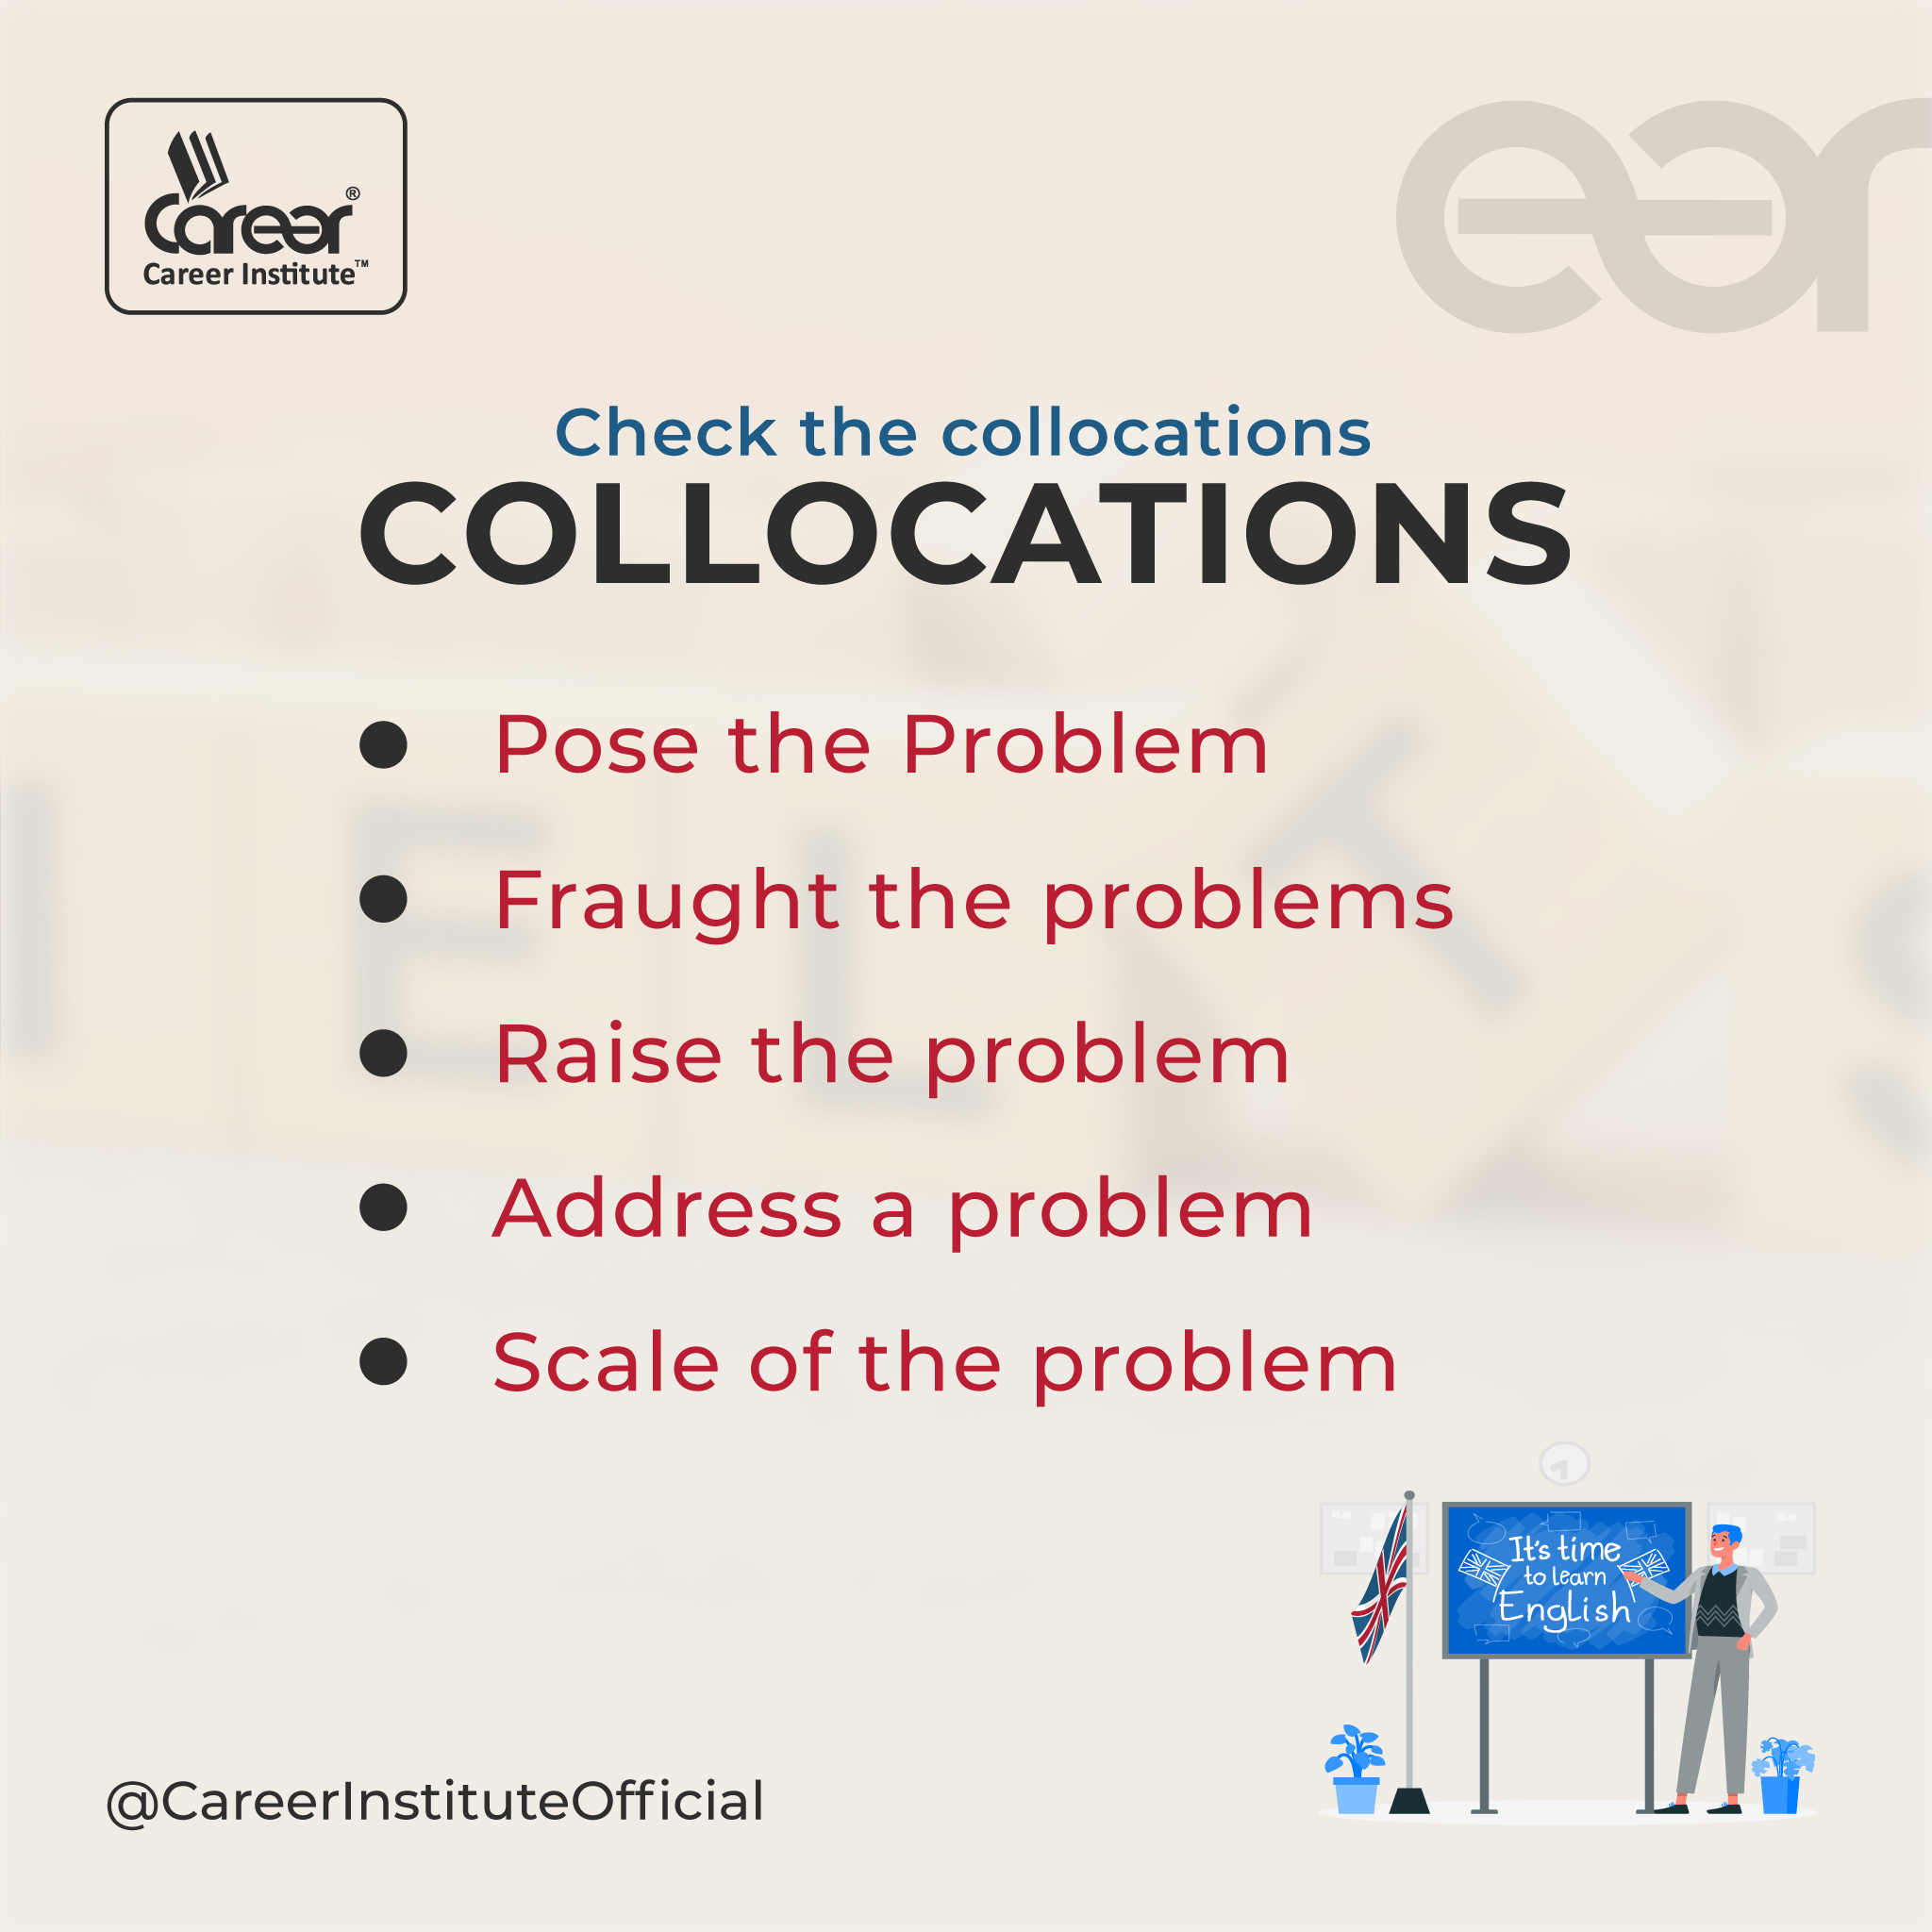 Career®
Career Institute™
ear
Check the collocations
COLLOCATIONS
• Pose the Problem
• Fraught the problems
• Raise the problem
• Address a problem
• Scale of the problem
I E L T S
It's time
to learn
English
@CareerInstituteOfficial